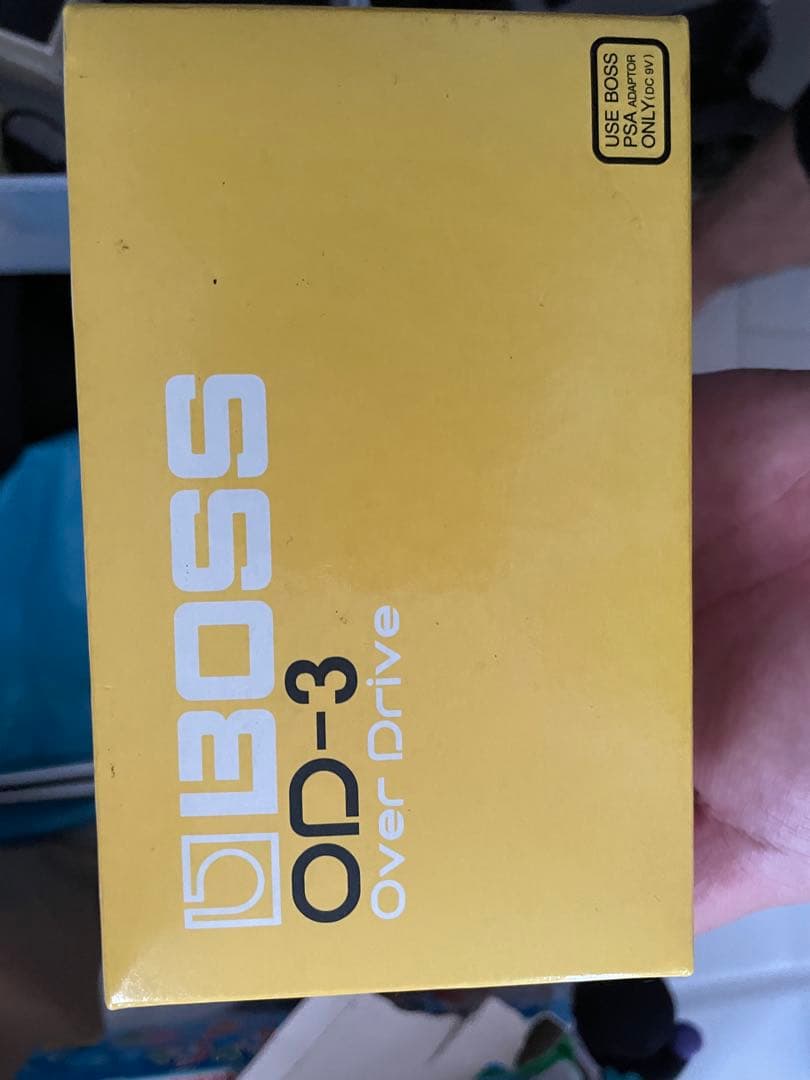 BOSS
OD-3
Over Drive
USE BOSS
PSA ADAPTOR
ONLY(DC 9V)